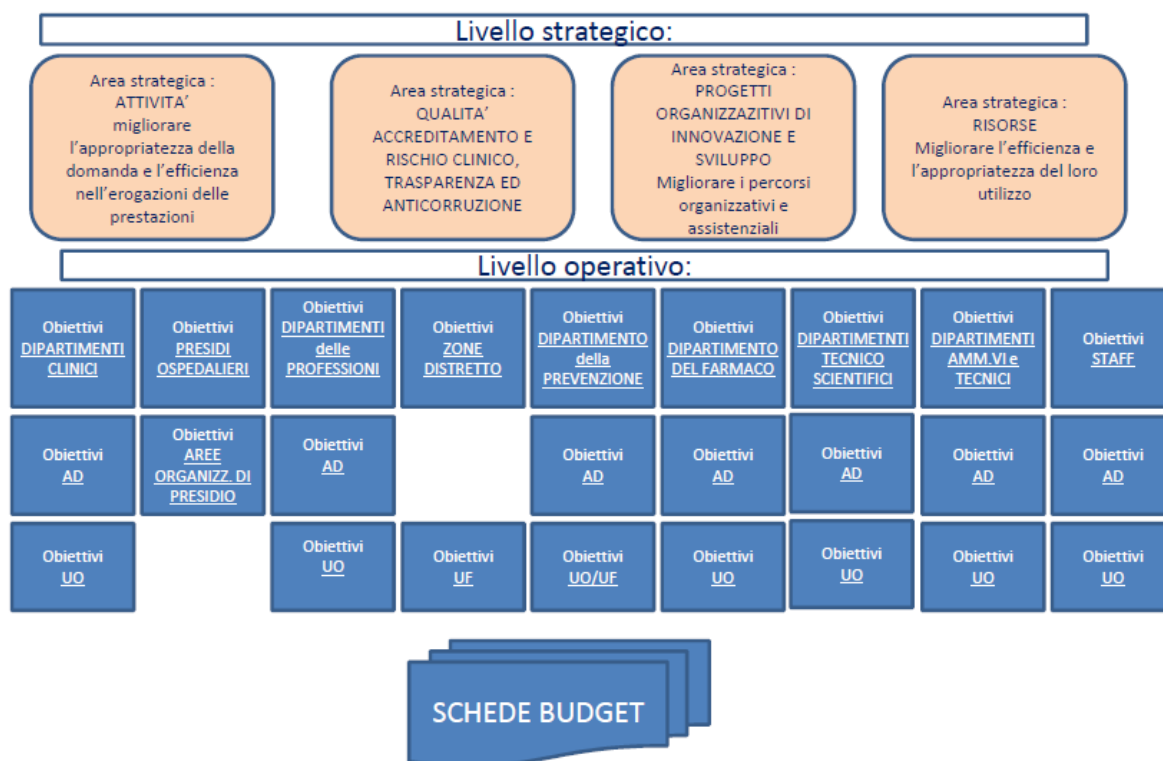 Livello strategico:
Area strategica :
ATTIVITA’
migliorare
l’appropriatezza della
domanda e l’efficienza
nell’erogazioni delle
prestazioni
Area strategica :
QUALITA’
ACCREDITAMENTO E
RISCHIO CLINICO,
TRASPARENZA ED
ANTICORRUZIONE
Area strategica :
PROGETTI
ORGANIZZAZITIVI DI
INNOVAZIONE E
SVILUPPO
Migliorare i percorsi
organizzativi e
assistenziali
Area strategica :
RISORSE
Migliorare l’efficienza e
l’appropriatezza del loro
utilizzo
Livello operativo:
Obiettivi
DIPARTIMENTI
CLINICI
Obiettivi
PRESIDI
OSPEDALIERI
Obiettivi
DIPARTIMENTI
delle
PROFESSIONI
Obiettivi
ZONE
DISTRETTO
Obiettivi
DIPARTIMENTO
della
PREVENZIONE
Obiettivi
DIPARTIMENTO
DEL FARMACO
Obiettivi
DIPARTIMETNTI
TECNICO
SCIENTIFICI
Obiettivi
DIPARTIMENTI
AMM.VI e
TECNICI
Obiettivi
STAFF
Obiettivi
AD
Obiettivi
AREE
ORGANIZZ. DI
PRESIDIO
Obiettivi
AD
Obiettivi
AD
Obiettivi
AD
Obiettivi
AD
Obiettivi
AD
Obiettivi
AD
Obiettivi
UO
Obiettivi
UO
Obiettivi
UF
Obiettivi
UO/UF
Obiettivi
UO
Obiettivi
UO
Obiettivi
UO
Obiettivi
UO
SCHEDE BUDGET